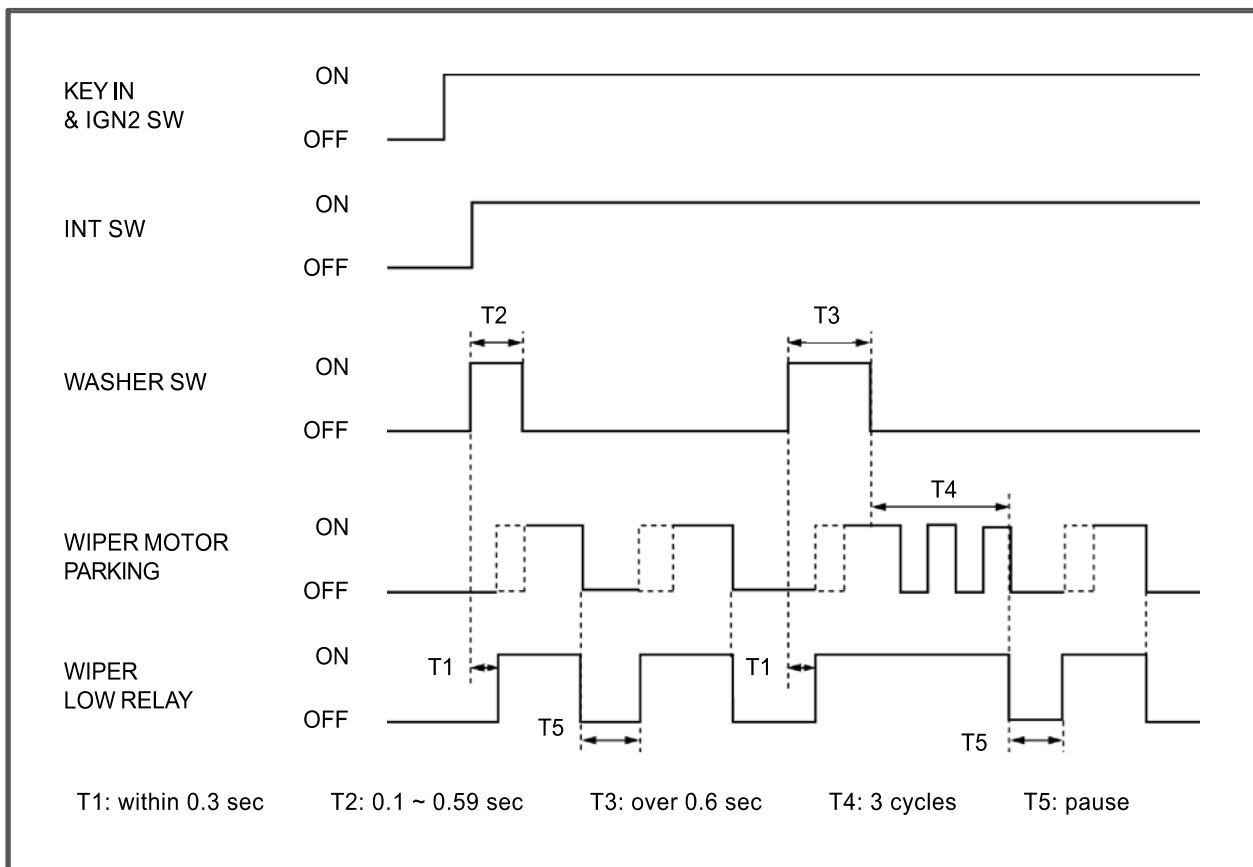 KEY IN
& IGN2 SW
ON
OFF
INT SW
ON
OFF
T2
T3
WASHER SW
ON
OFF
T4
WIPER MOTOR
PARKING
ON
OFF
WIPER
LOW RELAY
ON
OFF
T1
T1
T5
T5
T1: within 0.3 sec T2: 0.1 ~ 0.59 sec T3: over 0.6 sec T4: 3 cycles T5: pause